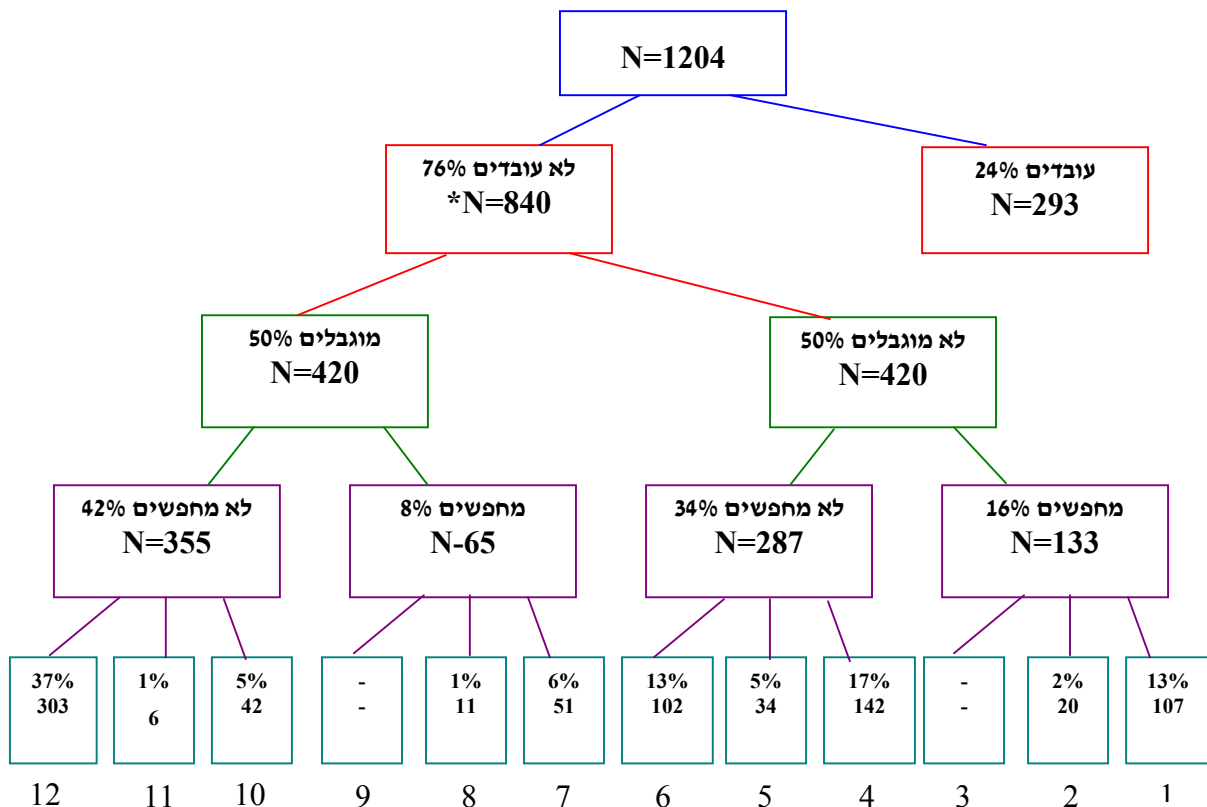 N=1204
עובדים 24%
N=293
לא עובדים 76%
*N=840
לא מוגבלים 50%
N=420
מוגבלים 50%
N=420
מחפשים 16%
N=133
לא מחפשים 34%
N=287
מחפשים 8%
N-65
לא מחפשים 42%
N=355
13%
107
2%
20
-
-
17%
142
5%
34
13%
102
6%
51
1%
11
-
-
5%
42
1%
6
37%
303
12 11 10 9 8 7 6 5 4 3 2 1